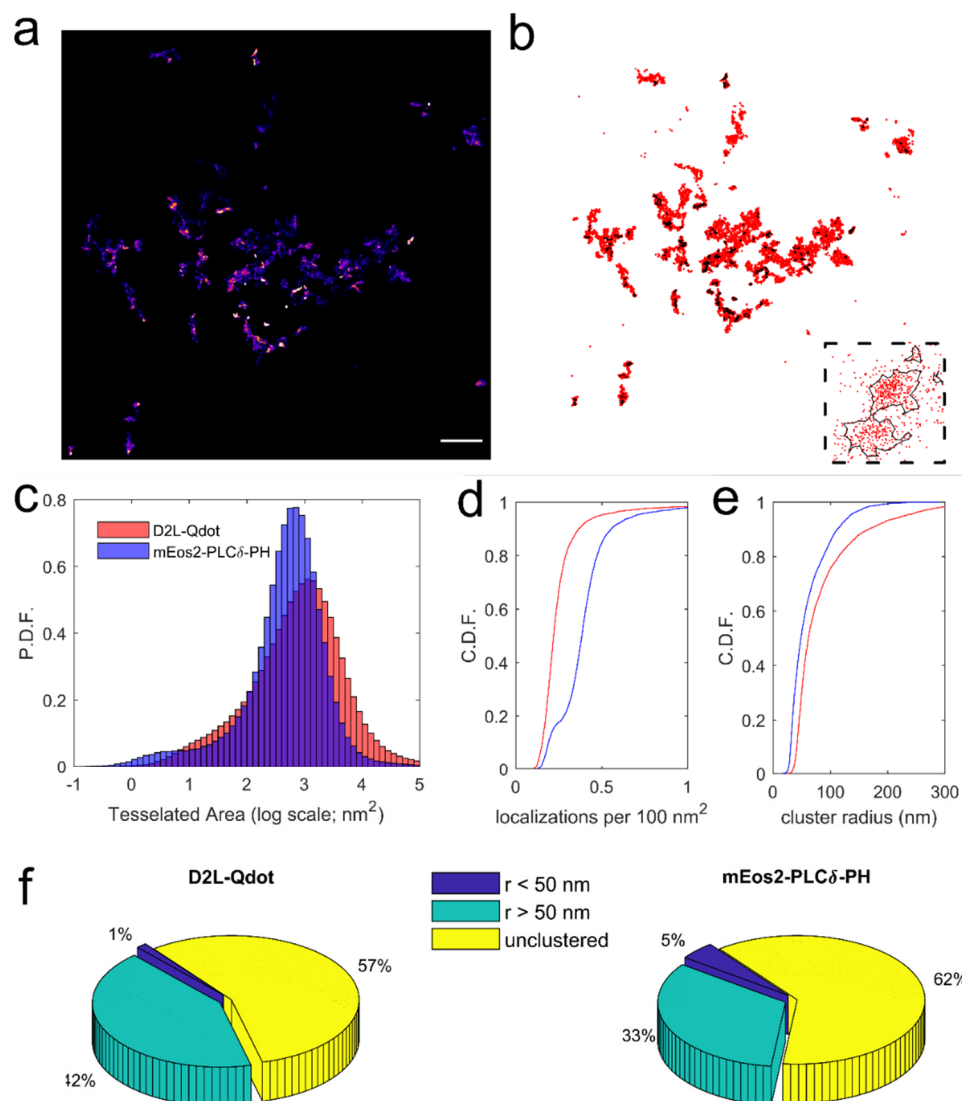 a
b
c
0.8
0.6
0.4
0.2
0
P.D.F.
D2L-Qdot
mEos2-PLCδ-PH
-1 0 1 2 3 4 5
Tesselated Area (log scale; nm²)
d
1
0.8
0.6
0.4
0.2
0
C.D.F.
0 0.5 1
localizations per 100 nm²
e
1
0.8
0.6
0.4
0.2
0
C.D.F.
0 100 200 300
cluster radius (nm)
f
D2L-Qdot
1%
57%
42%
r < 50 nm
r > 50 nm
unclustered
mEos2-PLCδ-PH
5%
62%
33%